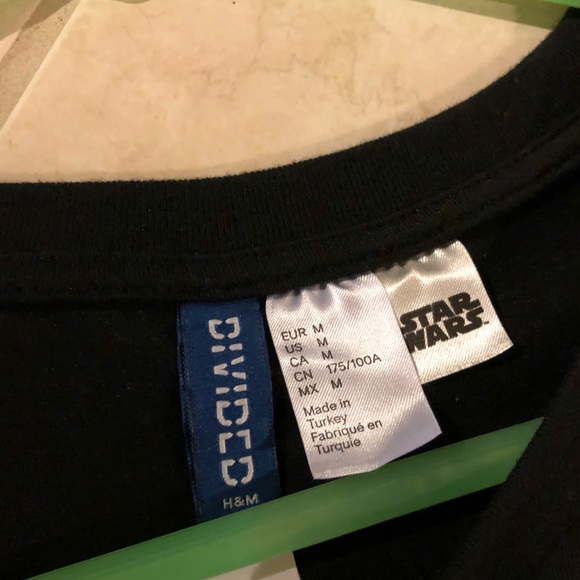 DIVIDED
H&M
EUR M
US M
CA M
CN 175/100A
MX M
Made in
Turkey
Fabriqué en
Turquie
STAR
WARS